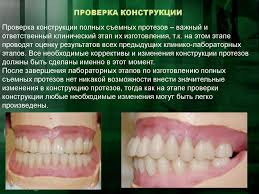 ПРОВЕРКА КОНСТРУКЦИИ
Проверка конструкции полных съемных протезов – важный и
ответственный клинический этап их изготовления, т.к. на этом этапе
проводят оценку результатов всех предыдущих клинико-лабораторных
этапов. Все необходимые коррективы и изменения конструкции протезов
должны быть сделаны именно в этот момент.
После завершения лабораторных этапов по изготовлению полных
съемных протезов нет никакой возможности внести значительные
изменения в конструкцию протезов, тогда как на этапе проверки
конструкции любые необходимые изменения могут быть легко
произведены.